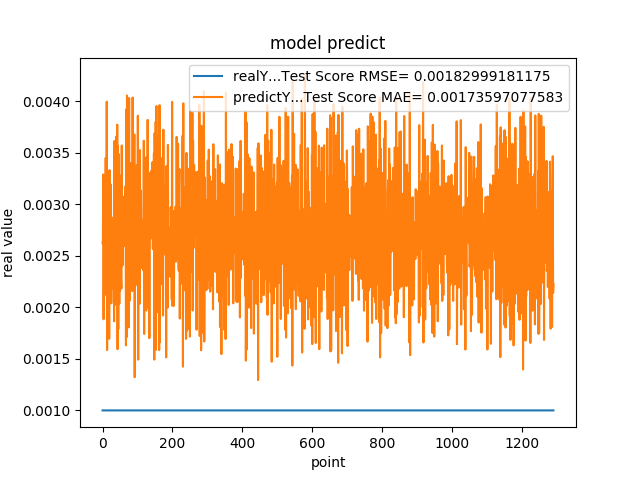 model predict
realY...Test Score RMSE= 0.00182999181175
predictY...Test Score MAE= 0.00173597077583
0.0040
0.0035
0.0030
0.0025
0.0020
0.0015
0.0010
real value
0 200 400 600 800 1000 1200
point